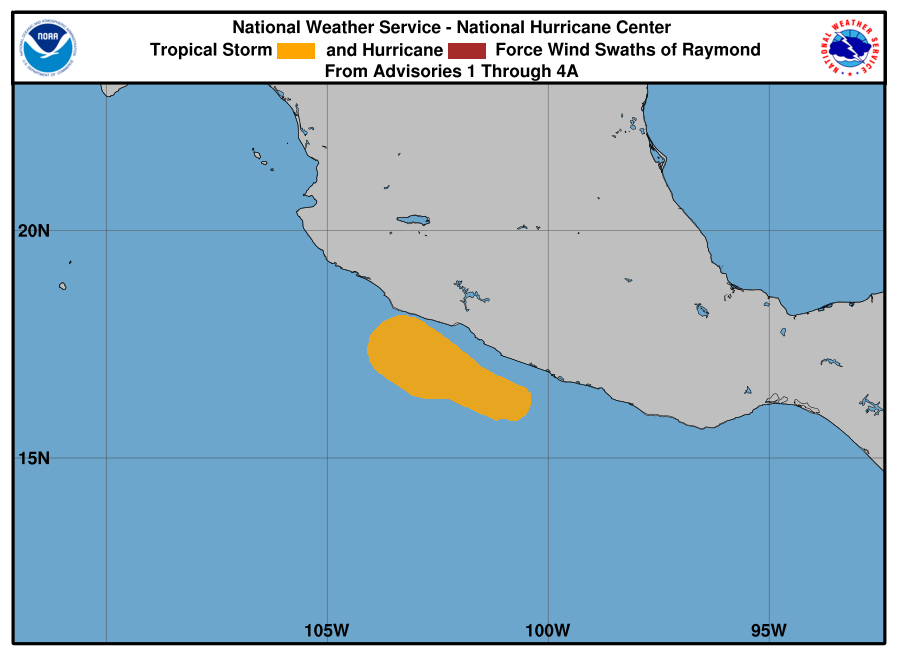 National Weather Service - National Hurricane Center
Tropical Storm and Hurricane Force Wind Swaths of Raymond
From Advisories 1 Through 4A
NOAA
NATIONAL WEATHER SERVICE
20N
15N
105W 100W 95W